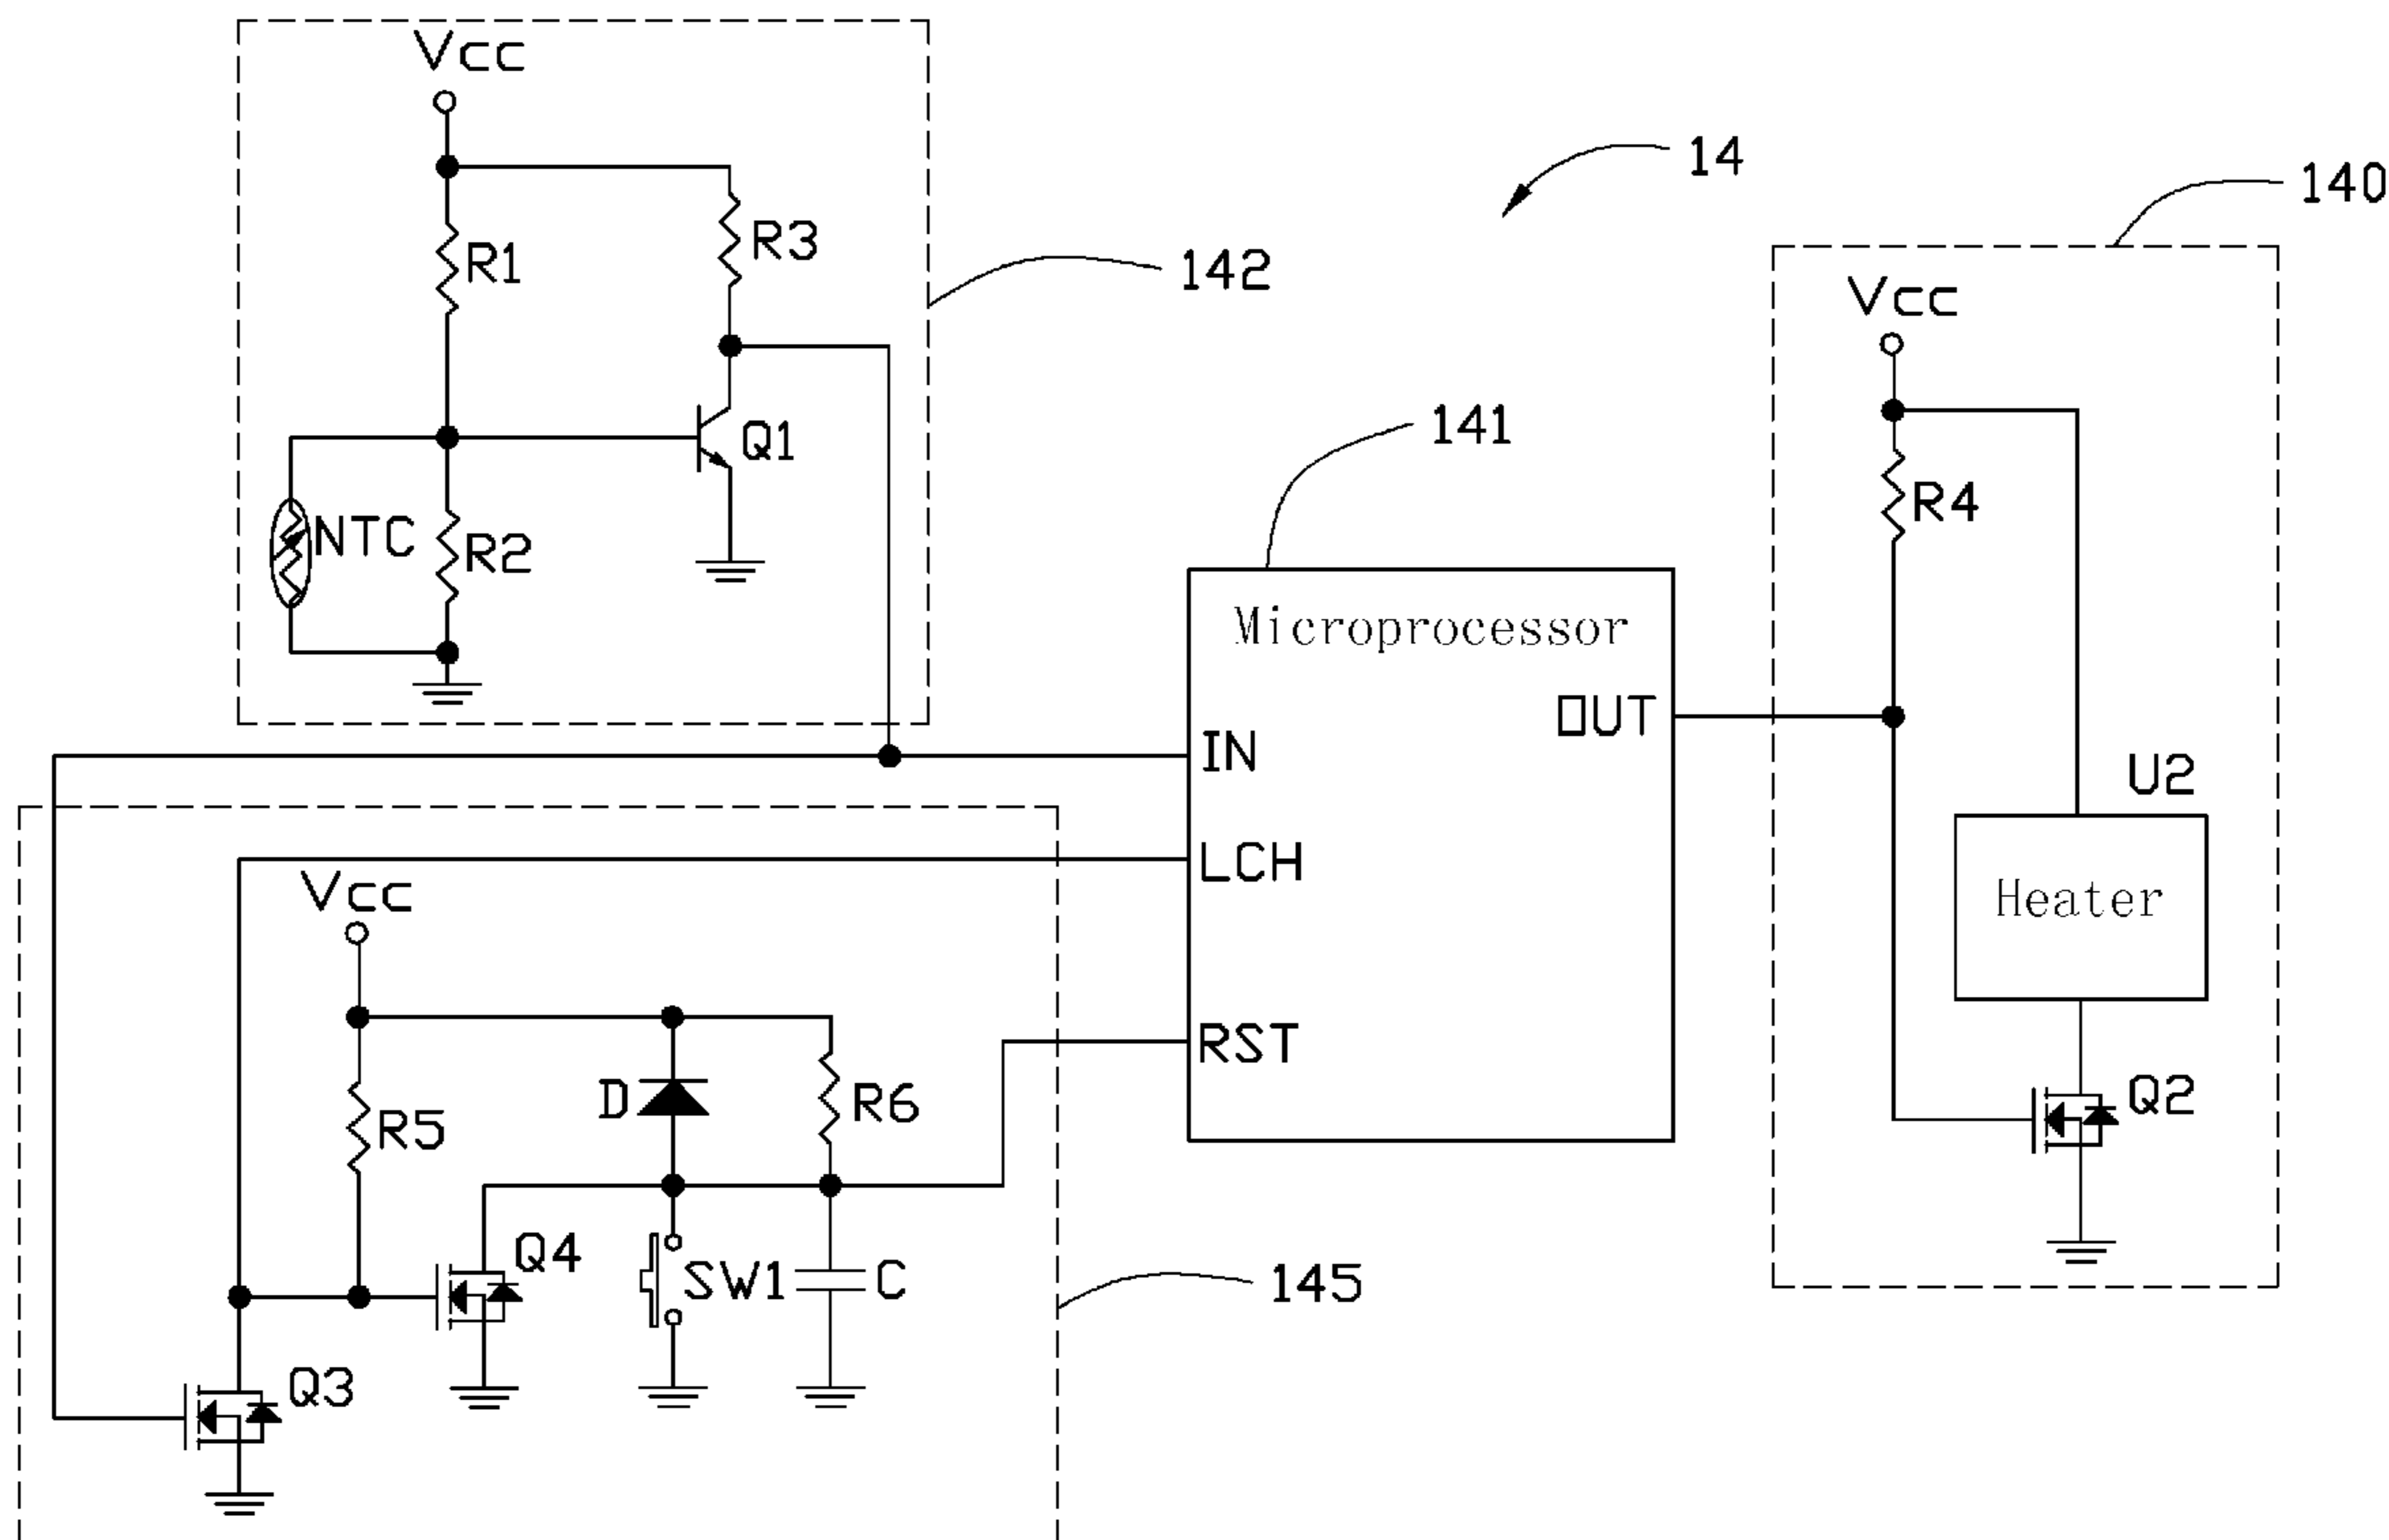 Vcc
14
140
R3
R1
142
Vcc
141
Q1
R4
NTC
R2
Microprocessor
OUT
IN
U2
LCH
Vcc
Heater
RST
D
R6
Q2
R5
Q4
SW1
C
145
Q3